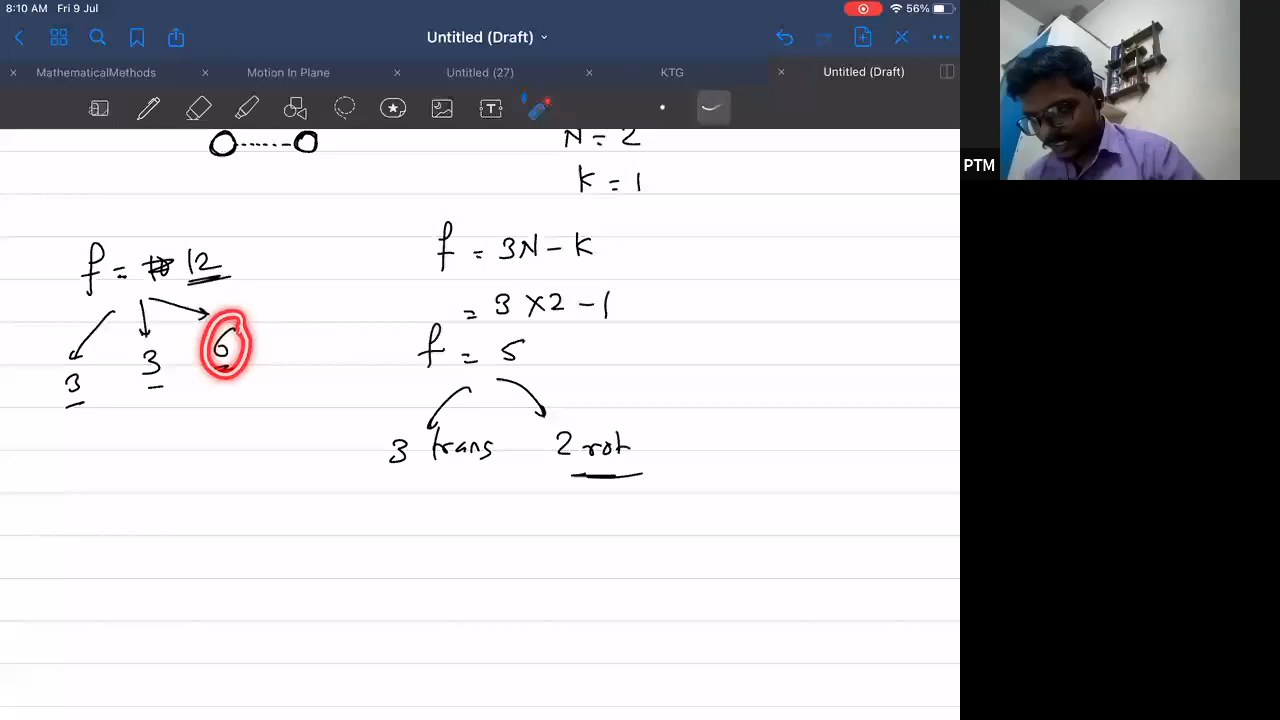 8:10 AM Fri 9 Jul
56%
Untitled (Draft)
MathematicalMethods
Motion In Plane
Untitled (27)
KTG
Untitled (Draft)
PTM
N = 2
K = 1
f = 12
3 3 6
f = 3N - K
= 3 × 2 - 1
f = 5
3 trans 2 rot